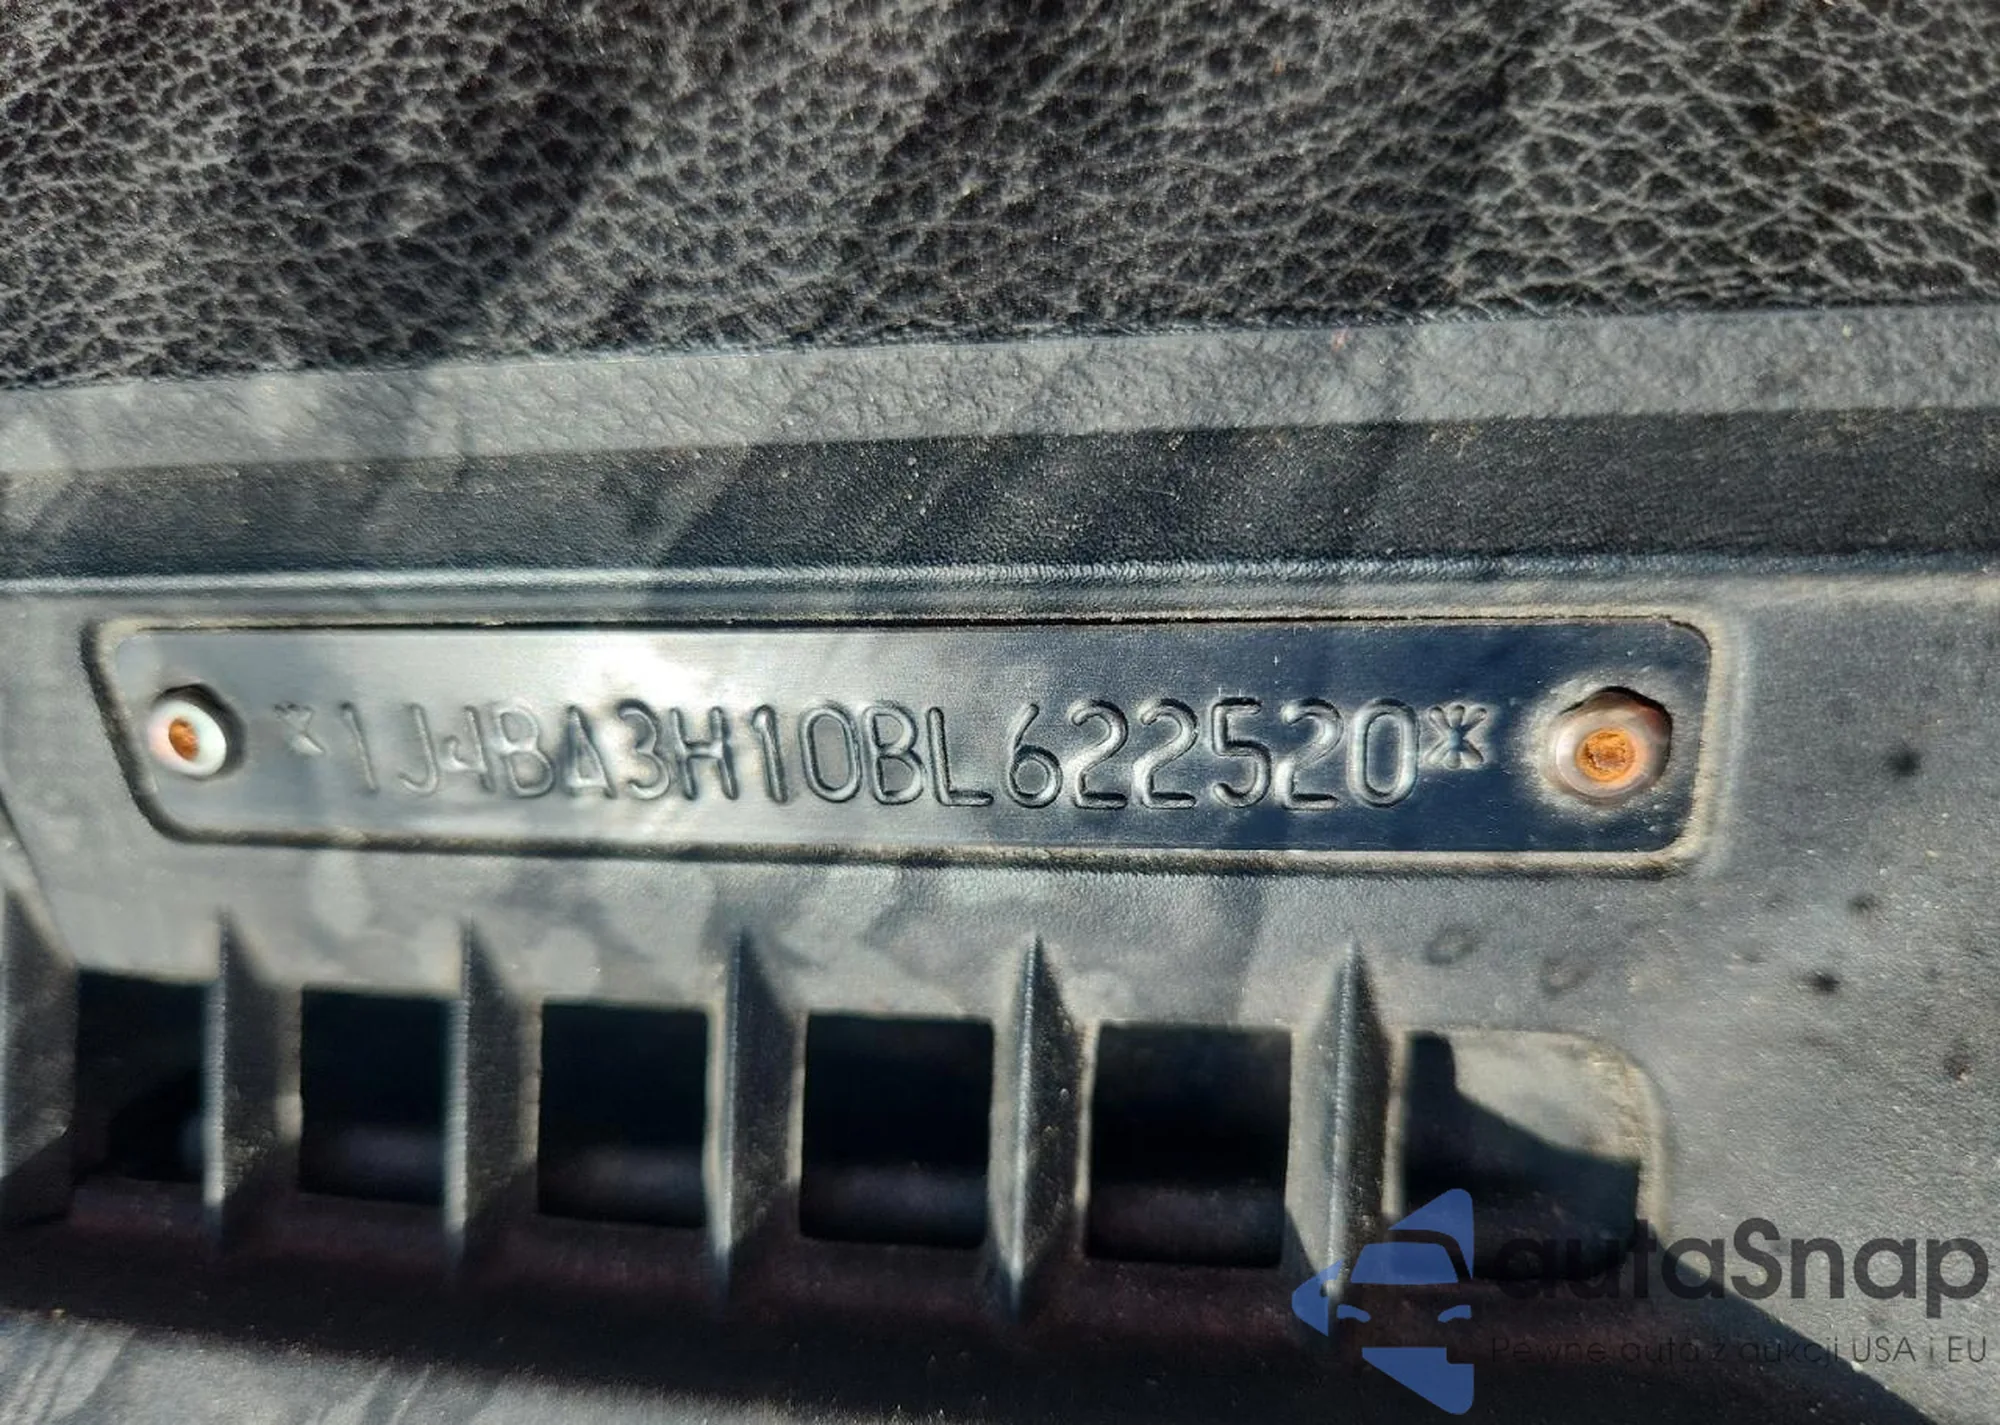 *1J4BA3H10BL622520*
autaSnap
Pewne auta z aukcji USA i EU